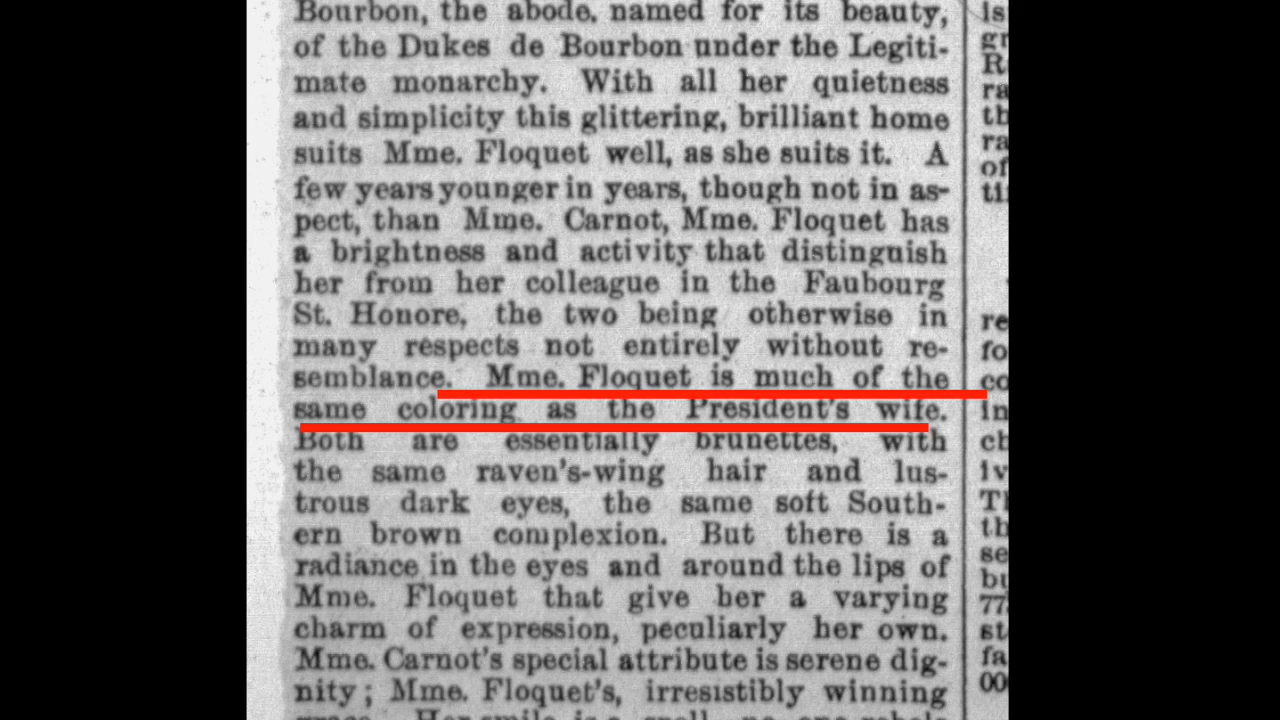 Bourbon, the abode, named for its beauty,
of the Dukes de Bourbon under the Legiti-
mate monarchy. With all her quietness
and simplicity this glittering, brilliant home
suits Mme. Floquet well, as she suits it. A
few years younger in years, though not in as-
pect, than Mme. Carnot, Mme. Floquet has
a brightness and activity that distinguish
her from her colleague in the Faubourg
St. Honore, the two being otherwise in
many respects not entirely without re-
semblance. Mme. Floquet is much of the
same coloring as the President's wife.
Both are essentially brunettes, with
the same raven's-wing hair and lus-
trous dark eyes, the same soft South-
ern brown complexion. But there is a
radiance in the eyes and around the lips of
Mme. Floquet that give her a varying
charm of expression, peculiarly her own.
Mme. Carnot's special attribute is serene dig-
nity; Mme. Floquet's, irresistibly winning